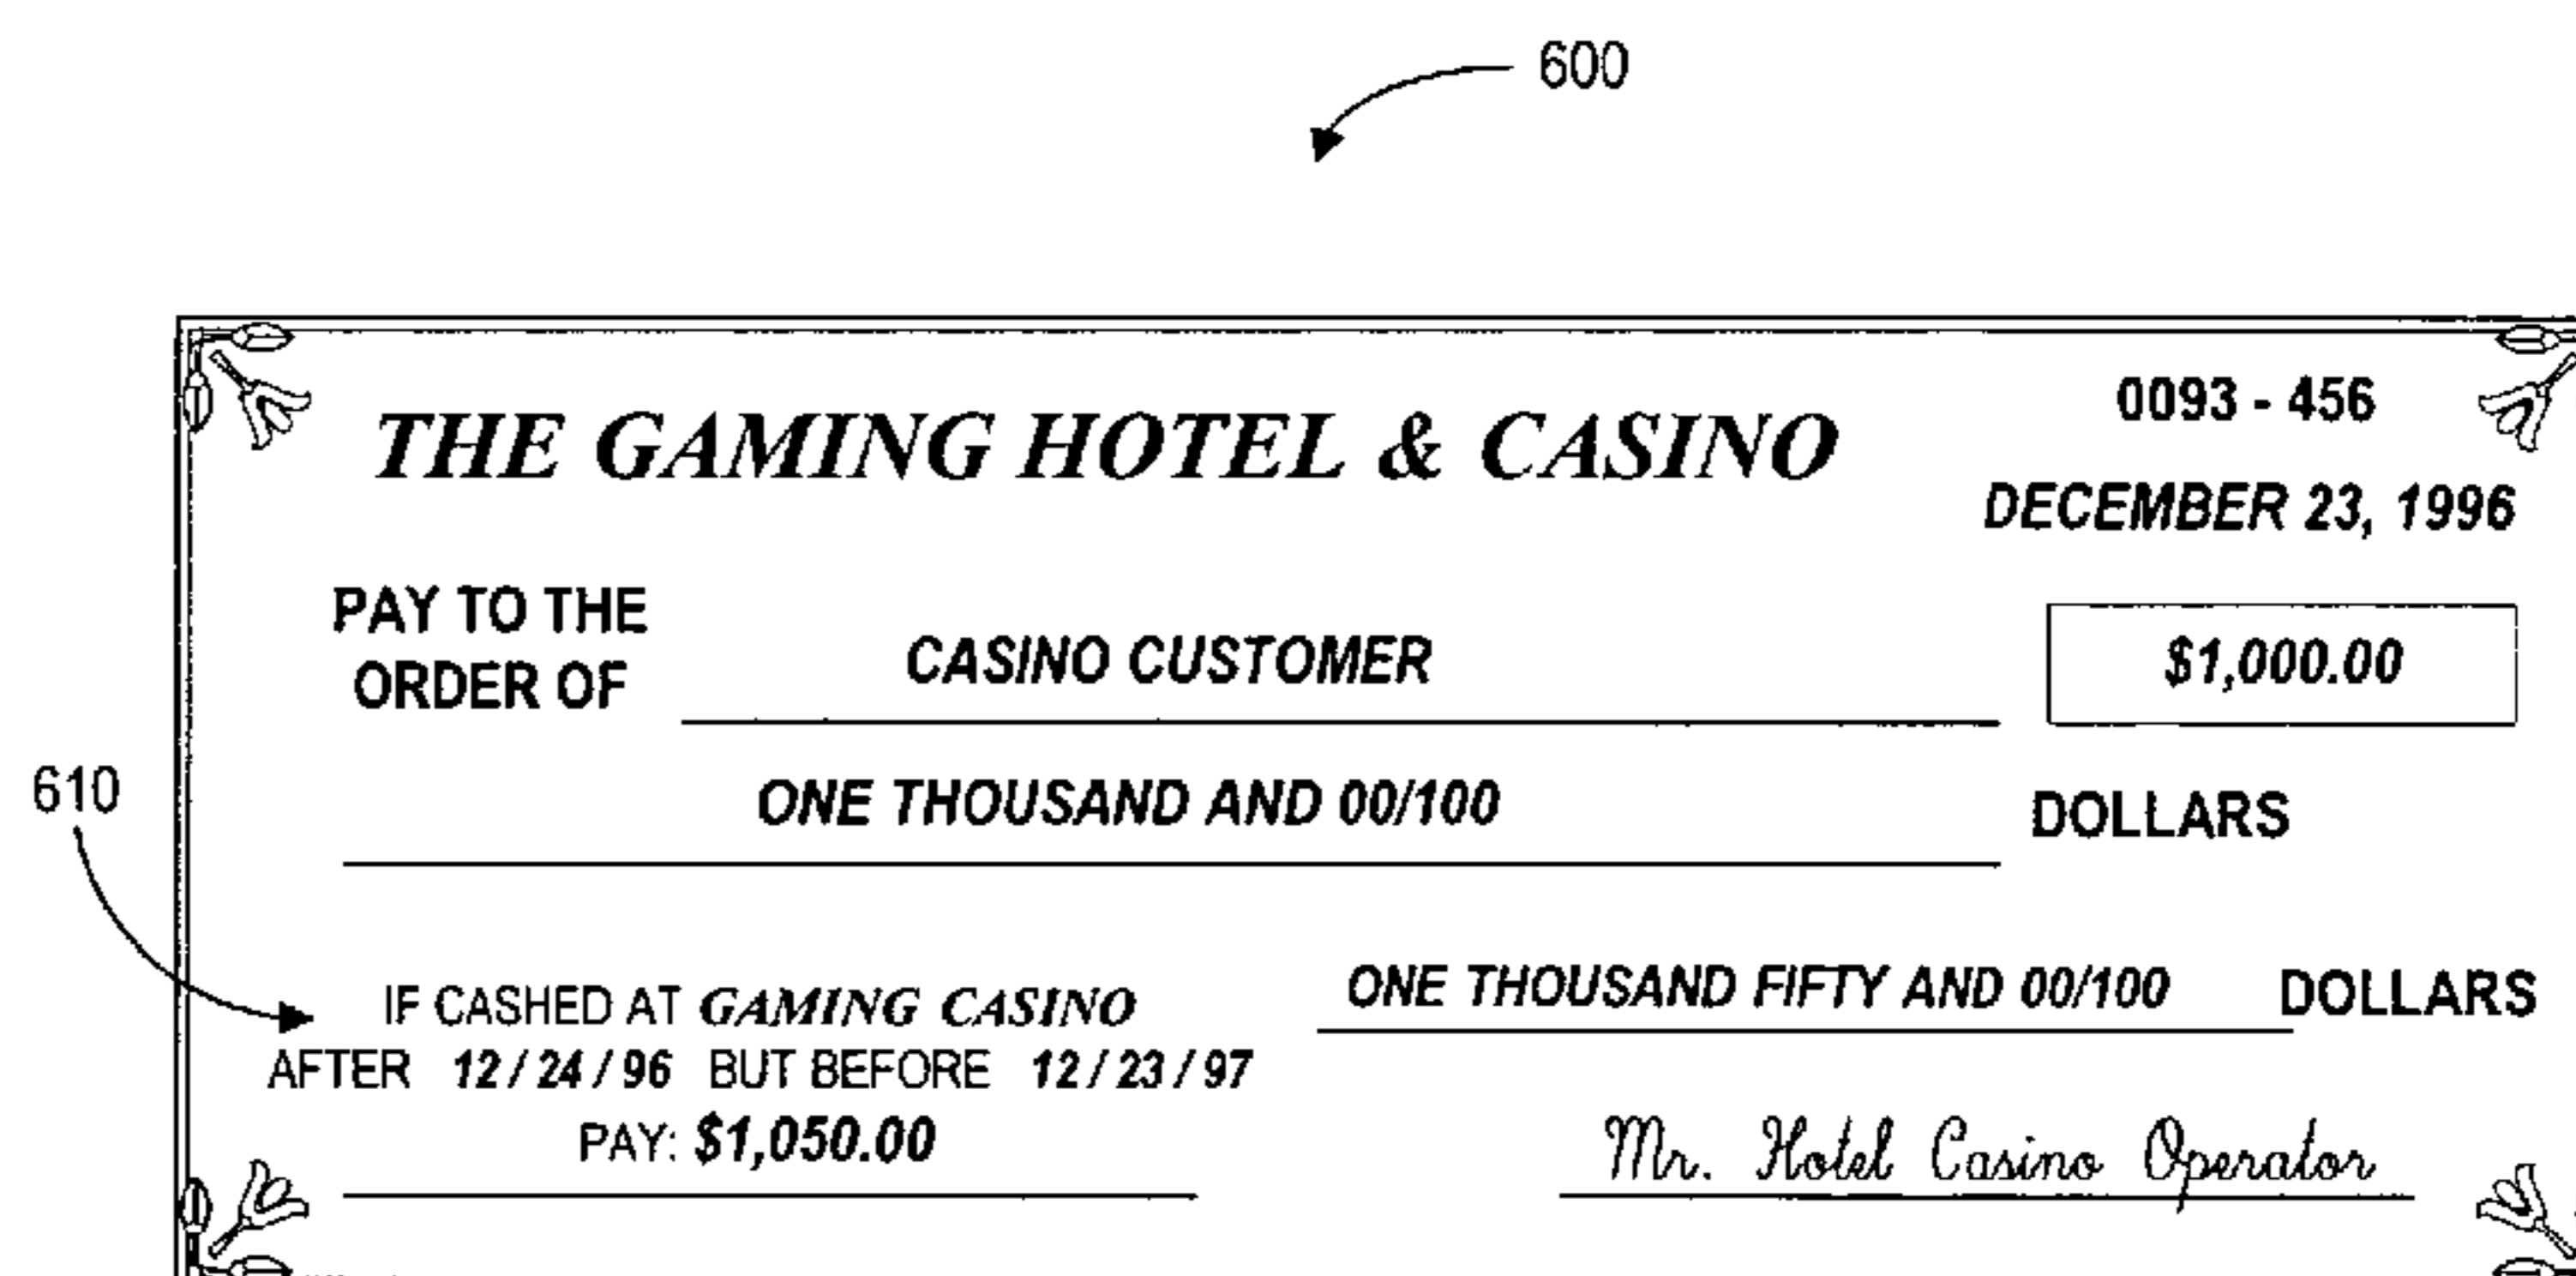 600
THE GAMING HOTEL & CASINO
0093 - 456
DECEMBER 23, 1996
PAY TO THE
ORDER OF
CASINO CUSTOMER
$1,000.00
610
ONE THOUSAND AND 00/100
DOLLARS
IF CASHED AT GAMING CASINO
AFTER 12 / 24 / 96 BUT BEFORE 12 / 23 / 97
PAY: $1,050.00
ONE THOUSAND FIFTY AND 00/100 DOLLARS
Mr. Hotel Casino Operator